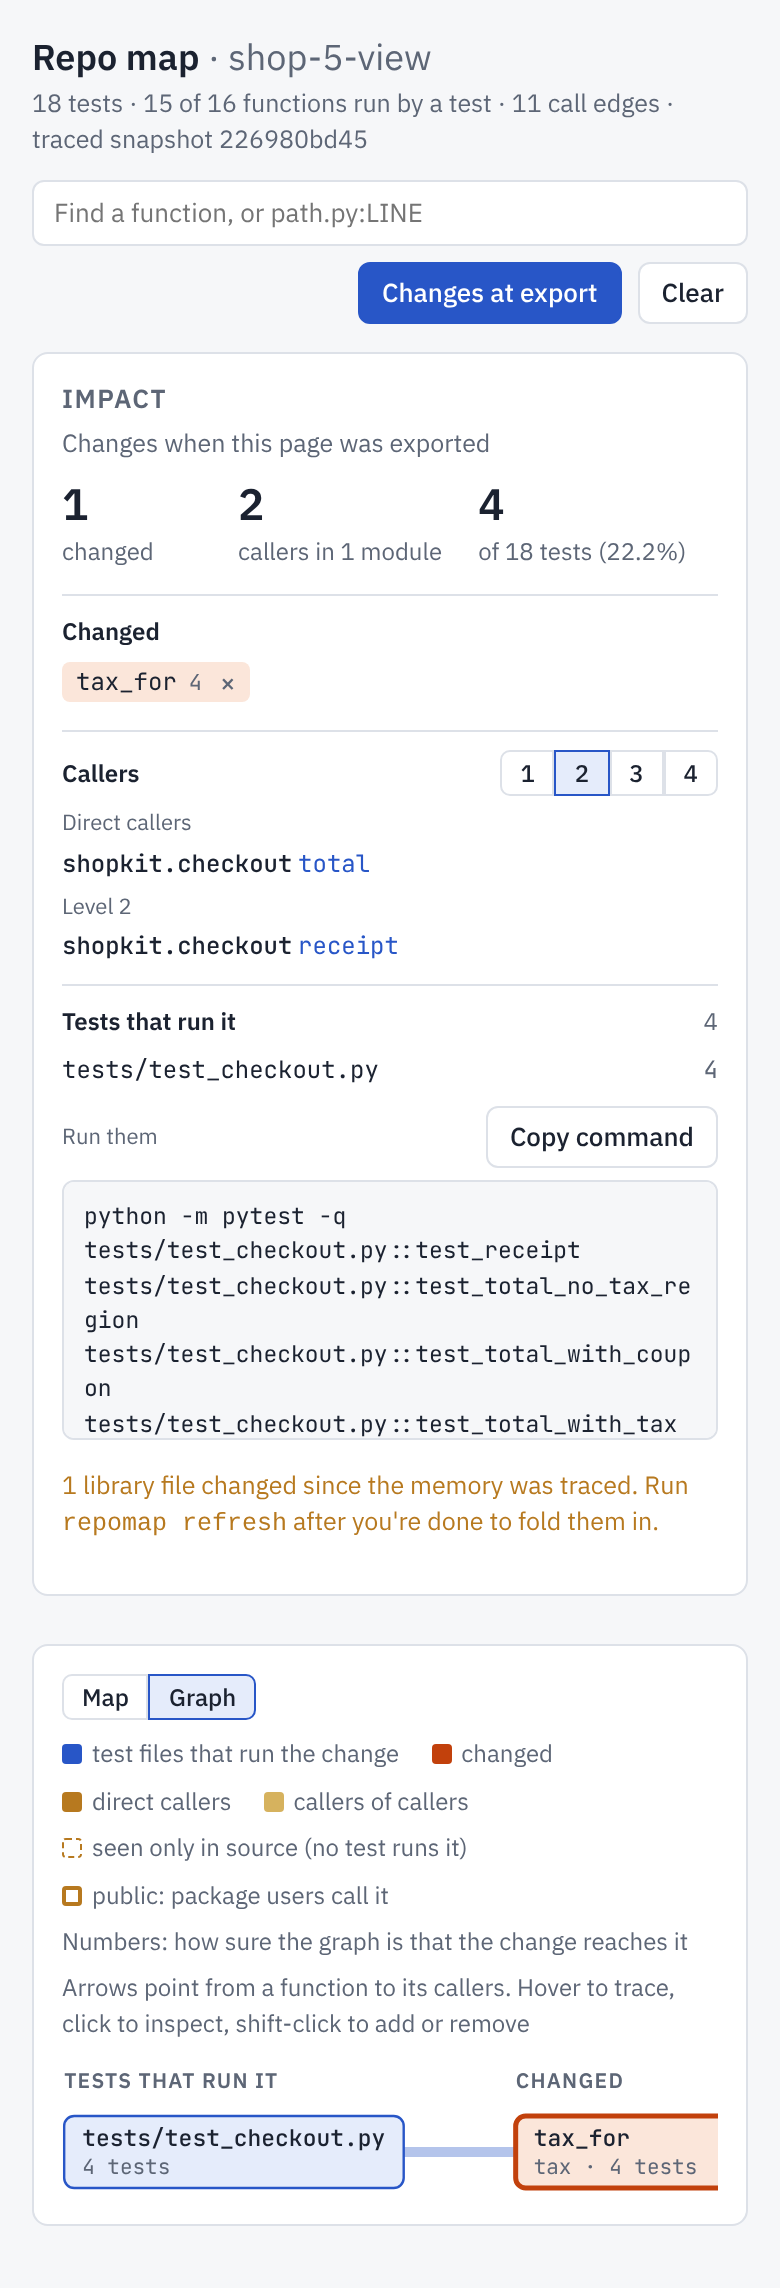 Repo map · shop-5-view
18 tests · 15 of 16 functions run by a test · 11 call edges ·
traced snapshot 226980bd45
Find a function, or path.py:LINE
Changes at export
Clear
IMPACT
Changes when this page was exported
1 2 4
changed callers in 1 module of 18 tests (22.2%)
Changed
tax_for 4 ×
Callers 1 2 3 4
Direct callers
shopkit.checkout total
Level 2
shopkit.checkout receipt
Tests that run it 4
tests/test_checkout.py 4
Run them Copy command
python -m pytest -q
tests/test_checkout.py::test_receipt
tests/test_checkout.py::test_total_no_tax_re
gion
tests/test_checkout.py::test_total_with_coup
on
tests/test_checkout.py::test_total_with_tax
1 library file changed since the memory was traced. Run
repomap refresh after you're done to fold them in.
Map Graph
test files that run the change changed
direct callers callers of callers
seen only in source (no test runs it)
public: package users call it
Numbers: how sure the graph is that the change reaches it
Arrows point from a function to its callers. Hover to trace,
click to inspect, shift-click to add or remove
TESTS THAT RUN IT CHANGED
tests/test_checkout.py tax_for
4 tests tax · 4 tests